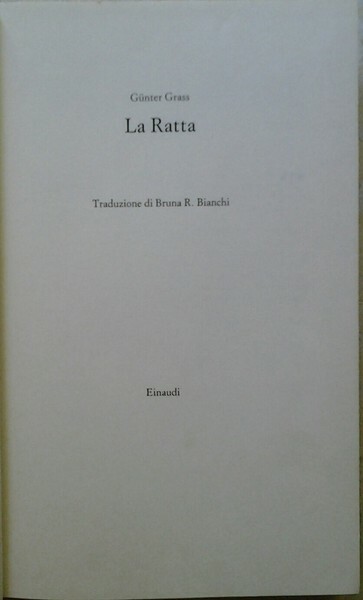 Günter Grass
La Ratta
Traduzione di Bruna R. Bianchi
Einaudi